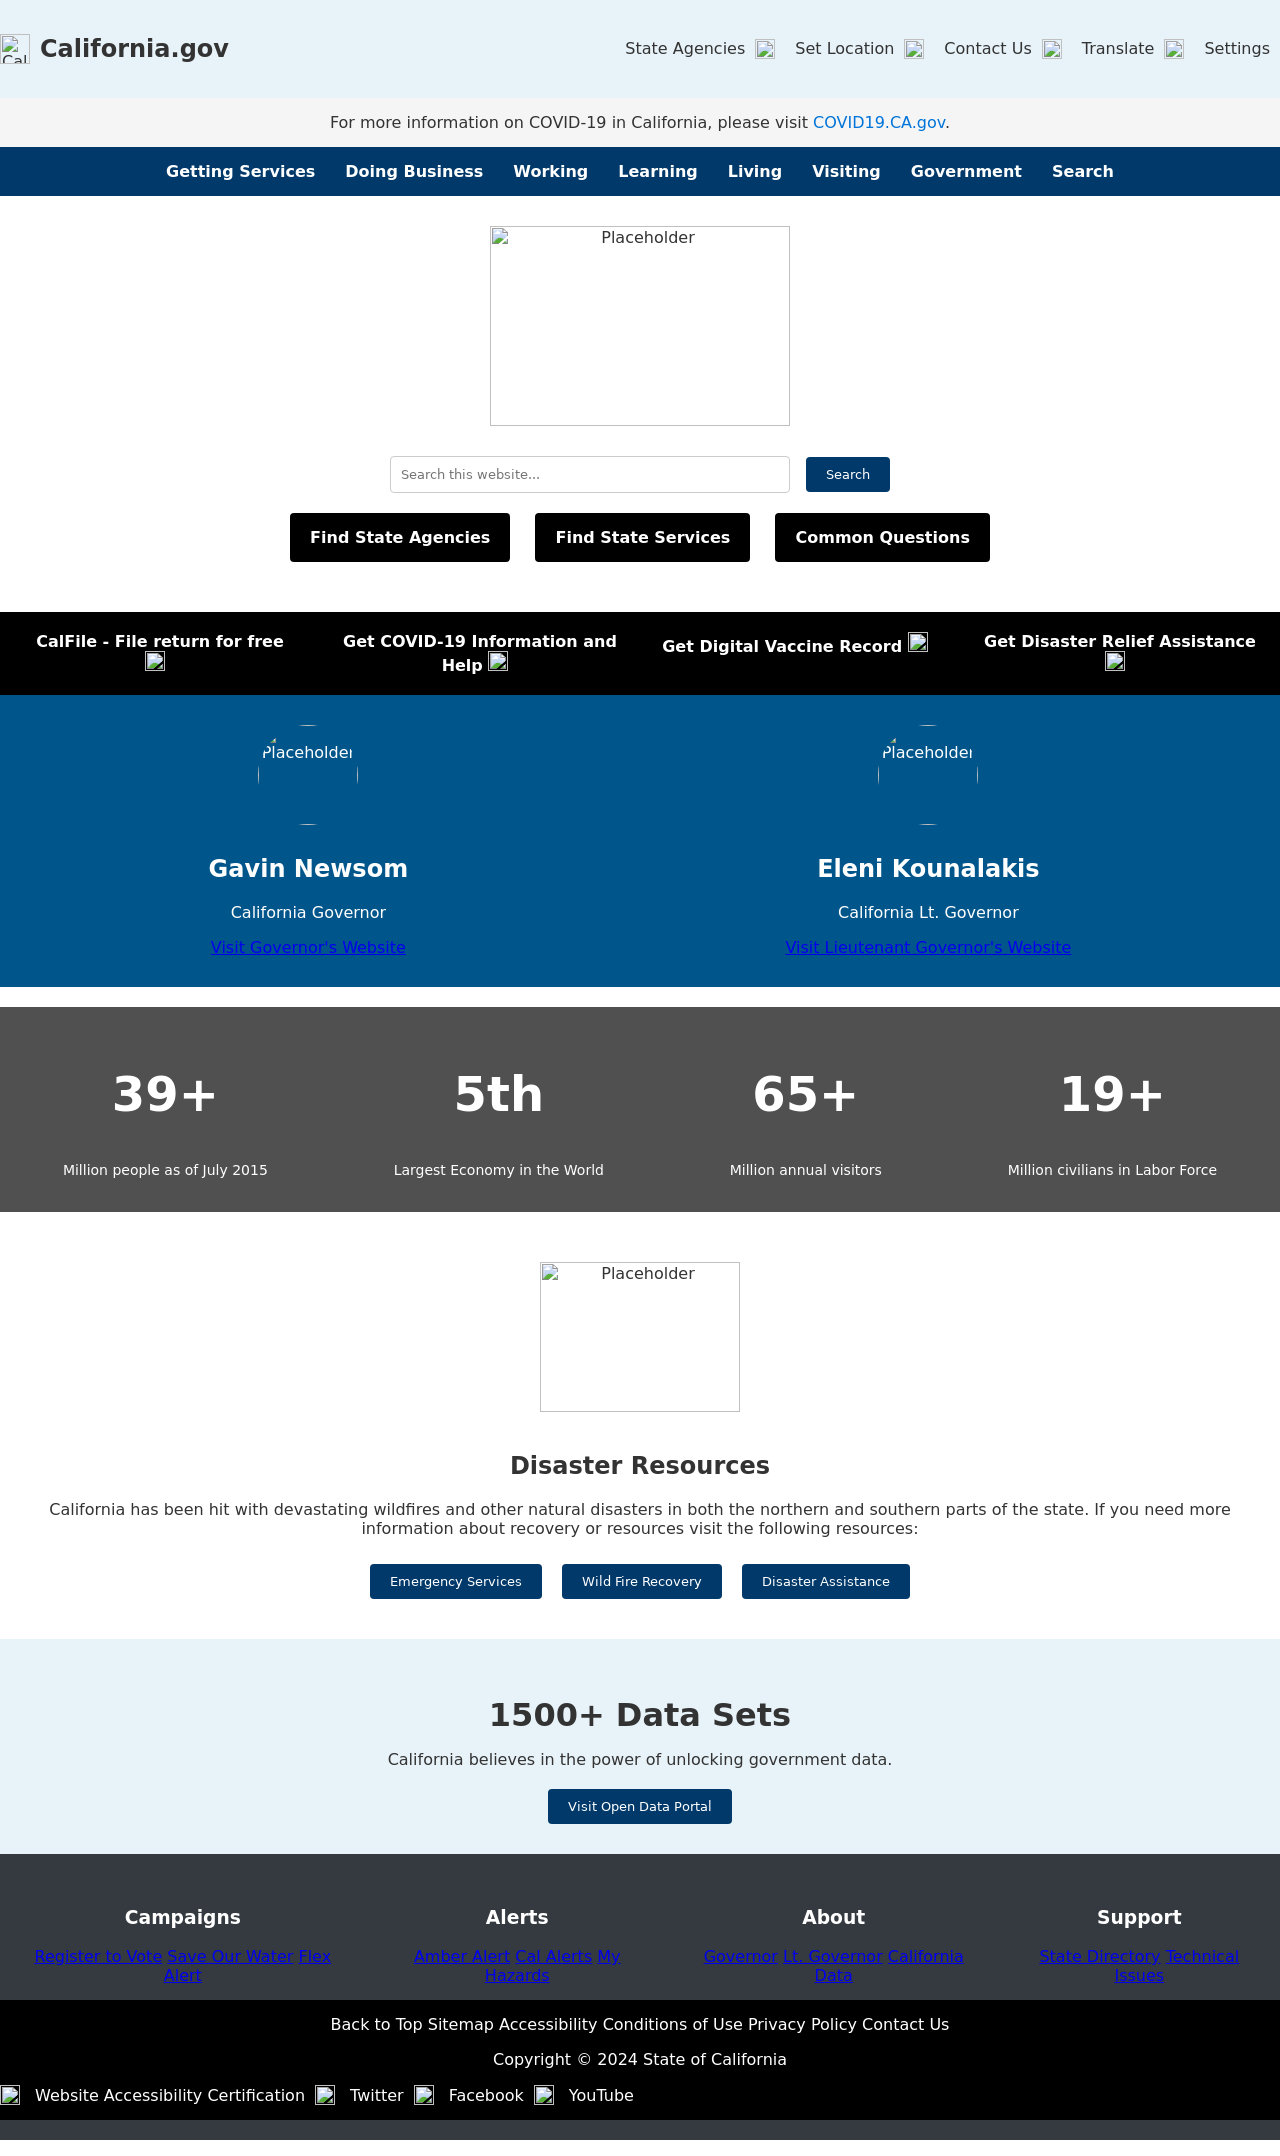 Cal
California.gov
State Agencies
Set Location
Contact Us
Translate
Settings
For more information on COVID-19 in California, please visit COVID19.CA.gov.
Getting Services
Doing Business
Working
Learning
Living
Visiting
Government
Search
Placeholder
Search this website...
Search
Find State Agencies
Find State Services
Common Questions
CalFile - File return for free
Get COVID-19 Information and
Help
Get Digital Vaccine Record
Get Disaster Relief Assistance
Placeholder
Gavin Newsom
California Governor
Visit Governor's Website
Placeholder
Eleni Kounalakis
California Lt. Governor
Visit Lieutenant Governor's Website
39+
Million people as of July 2015
5th
Largest Economy in the World
65+
Million annual visitors
19+
Million civilians in Labor Force
Placeholder
Disaster Resources
California has been hit with devastating wildfires and other natural disasters in both the northern and southern parts of the state. If you need more
information about recovery or resources visit the following resources:
Emergency Services
Wild Fire Recovery
Disaster Assistance
1500+ Data Sets
California believes in the power of unlocking government data.
Visit Open Data Portal
Campaigns
Register to Vote Save Our Water Flex
Alert
Alerts
Amber Alert Cal Alerts My
Hazards
About
Governor Lt. Governor California
Data
Support
State Directory Technical
Issues
Back to Top Sitemap Accessibility Conditions of Use Privacy Policy Contact Us
Copyright © 2024 State of California
Website Accessibility Certification
Twitter
Facebook
YouTube